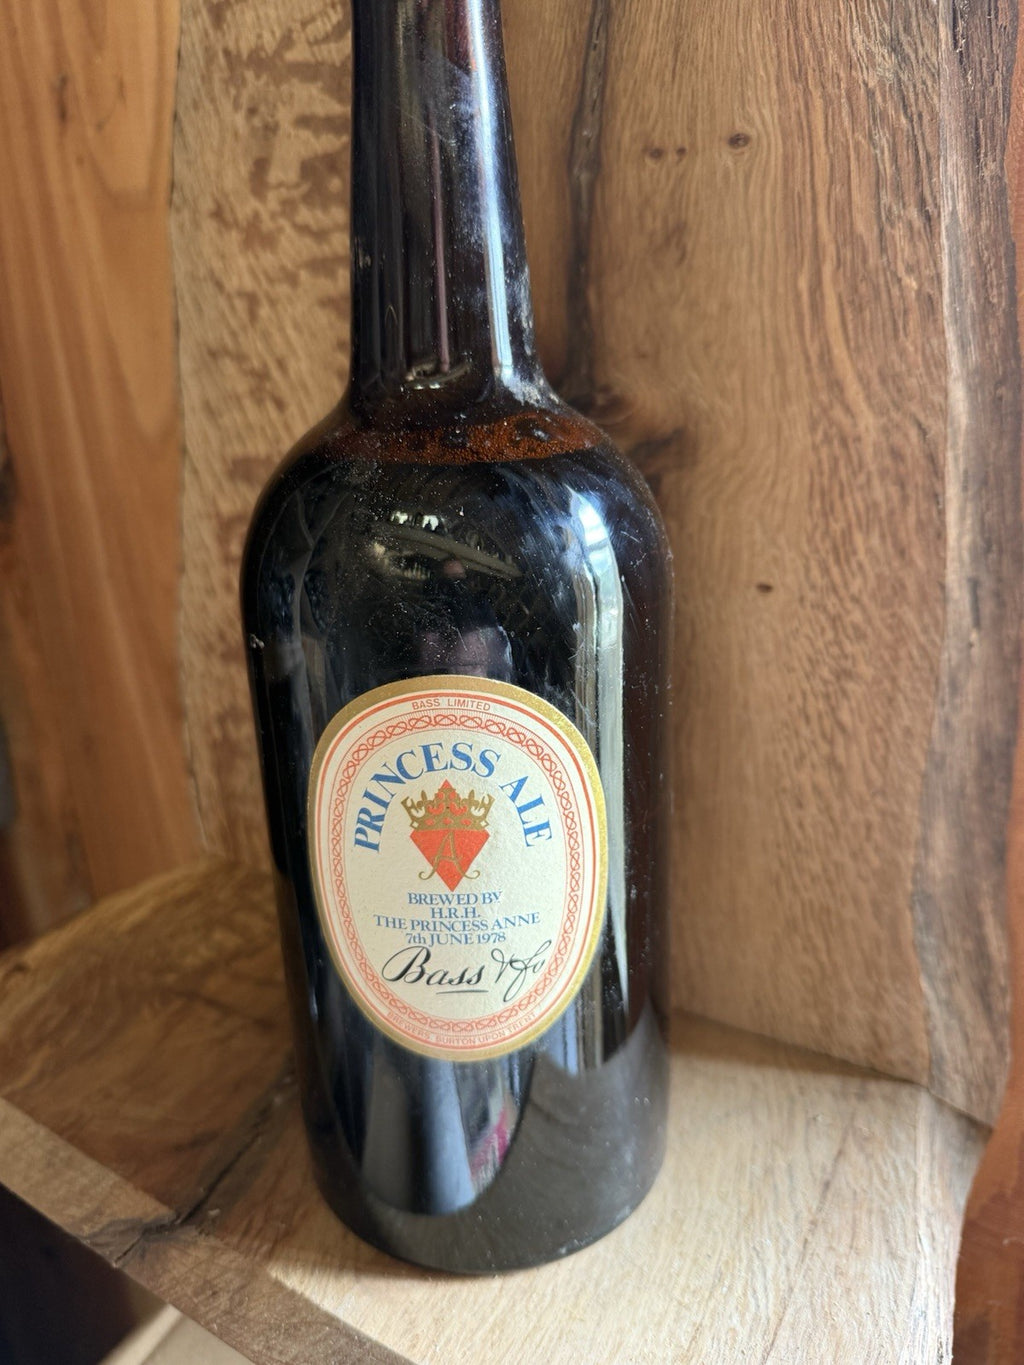 BASS LIMITED
PRINCESS ALE
A
BREWED BY
H.R.H.
THE PRINCESS ANNE
7th JUNE 1978
Bass & Co
BREWERS BURTON UPON TRENT